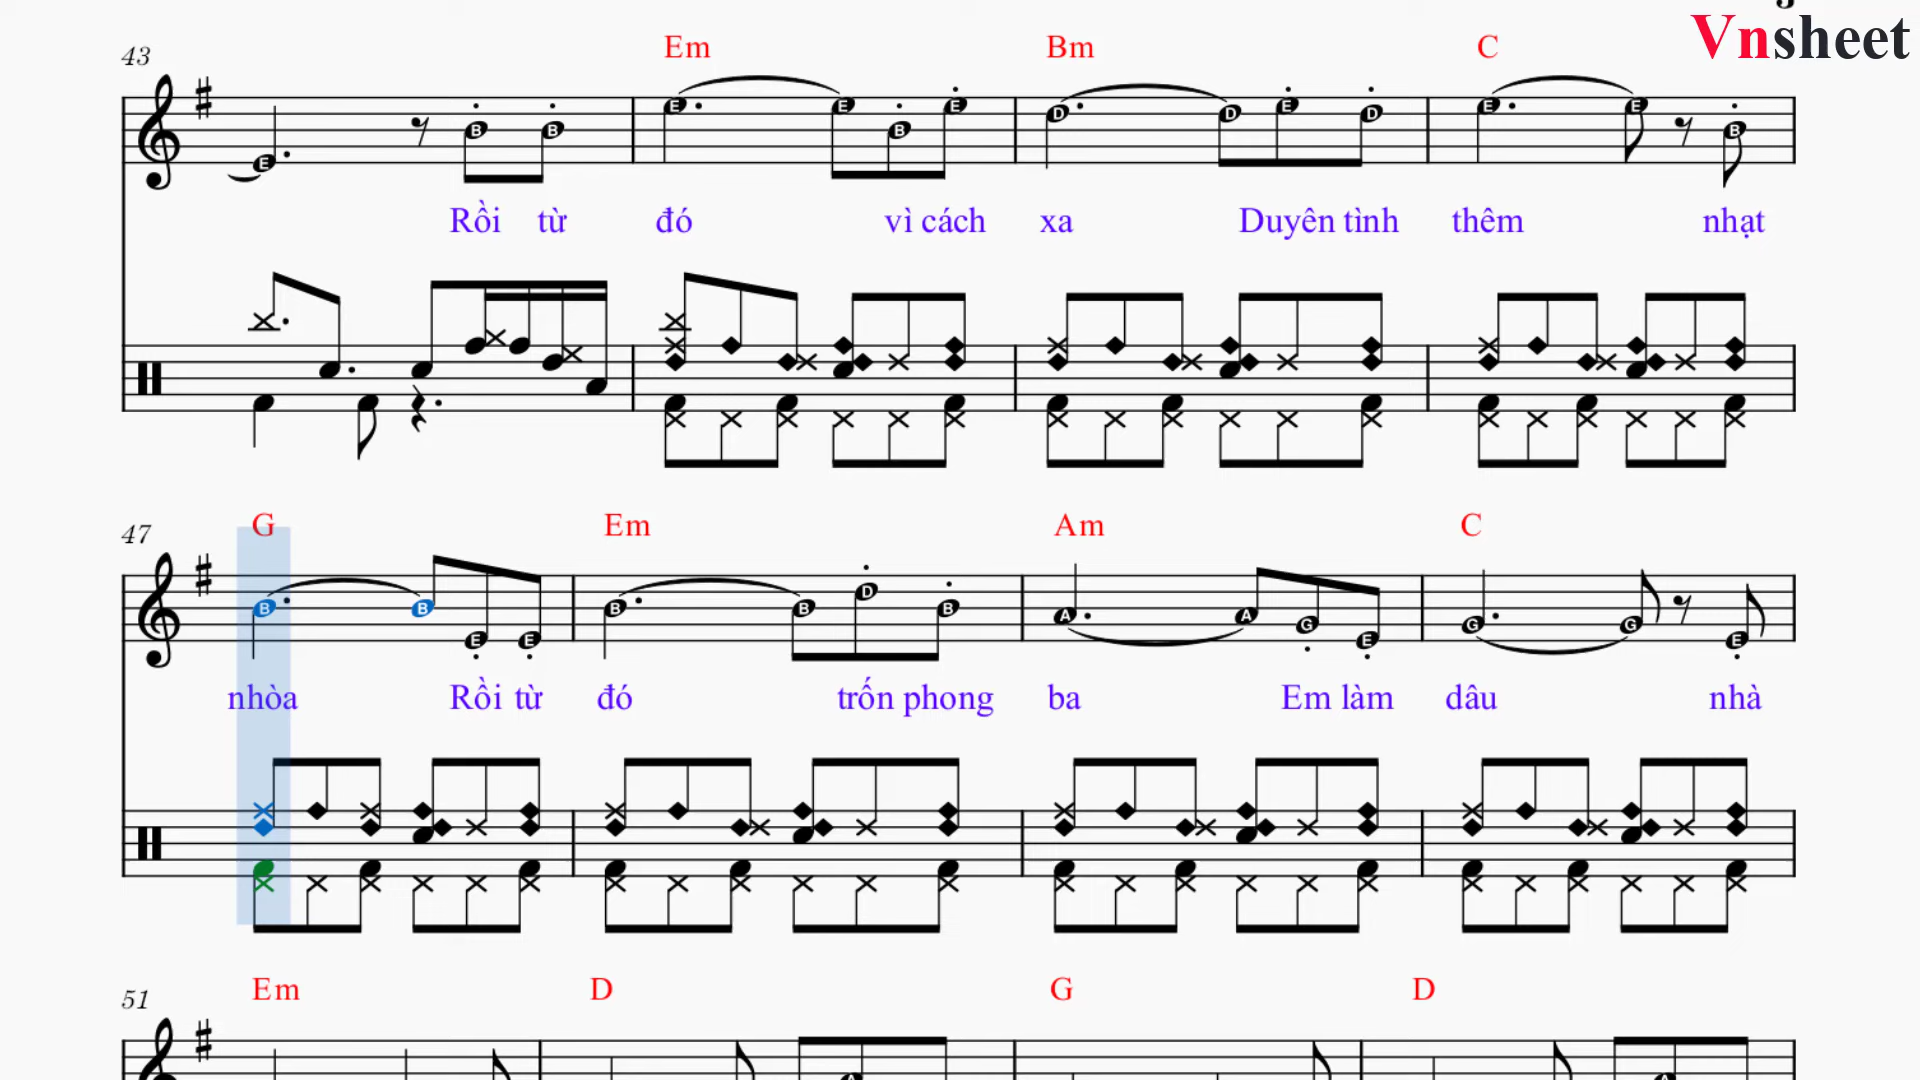 Vnsheet
43 Em Bm C
E B B E E B E D D E D E E B
Rồi từ đó vì cách xa Duyên tình thêm nhạt
47 G Em Am C
B B E E B B D B A A G E G G E
nhòa Rồi từ đó trốn phong ba Em làm dâu nhà
51 Em D G D